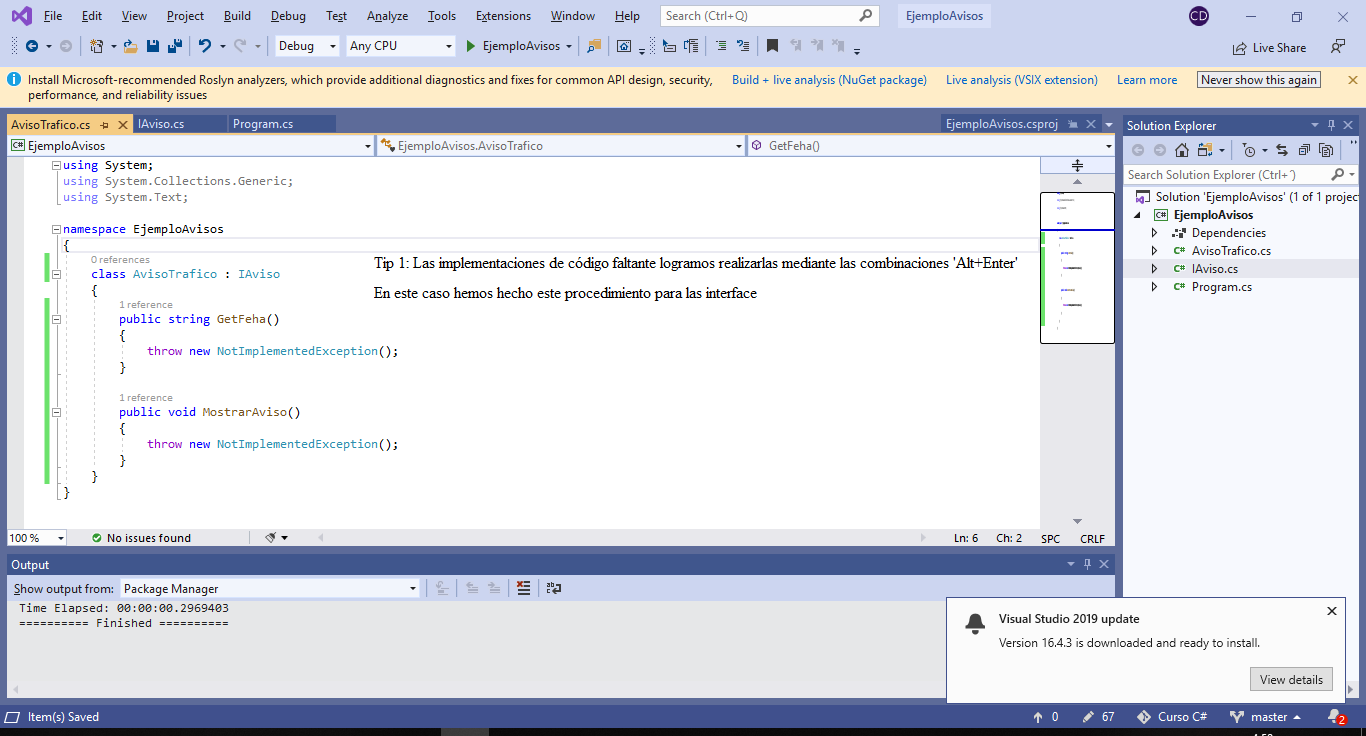 File Edit View Project Build Debug Test Analyze Tools Extensions Window Help Search (Ctrl+Q) EjemploAvisos CD
Debug Any CPU EjemploAvisos Live Share
Install Microsoft-recommended Roslyn analyzers, which provide additional diagnostics and fixes for common API design, security, performance, and reliability issues
Build + live analysis (NuGet package) Live analysis (VSIX extension) Learn more Never show this again
AvisoTrafico.cs IAviso.cs Program.cs EjemploAvisos.csproj
C# EjemploAvisos EjemploAvisos.AvisoTrafico GetFeha()
using System;
using System.Collections.Generic;
using System.Text;
namespace EjemploAvisos
{
0 references
class AvisoTrafico : IAviso
{
1 reference
public string GetFeha()
{
throw new NotImplementedException();
}
1 reference
public void MostrarAviso()
{
throw new NotImplementedException();
}
}
}
Tip 1: Las implementaciones de código faltante logramos realizarlas mediante las combinaciones 'Alt+Enter'
En este caso hemos hecho este procedimiento para las interface
100 % No issues found Ln: 6 Ch: 2 SPC CRLF
Solution Explorer
Search Solution Explorer (Ctrl+´)
Solution 'EjemploAvisos' (1 of 1 projec
C# EjemploAvisos
Dependencies
C# AvisoTrafico.cs
C# IAviso.cs
C# Program.cs
Output
Show output from: Package Manager
Time Elapsed: 00:00:00.2969403
========== Finished ==========
Visual Studio 2019 update
Version 16.4.3 is downloaded and ready to install.
View details
Item(s) Saved 0 67 Curso C# master 2